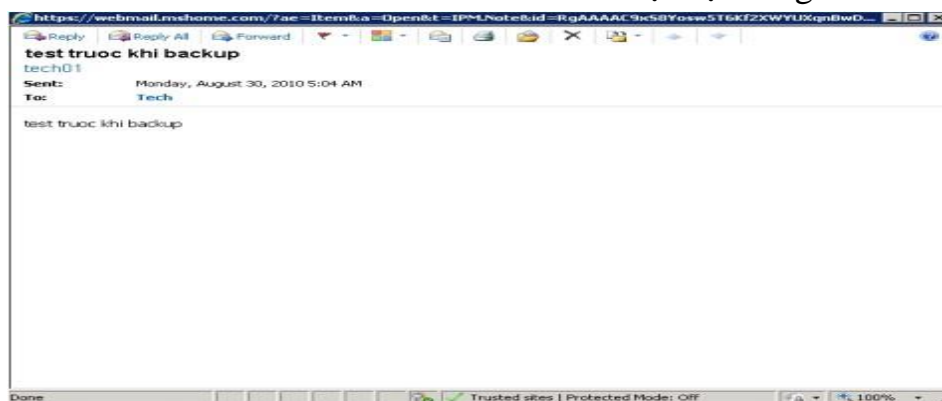 https://webmail.mshome.com/?ae=Item&a=Open&t=IPM.Note&id=
Reply Reply All Forward
test truoc khi backup
tech01
Sent: Monday, August 30, 2010 5:04 AM
To: Tech
test truoc khi backup
Done Trusted sites | Protected Mode: Off 100%